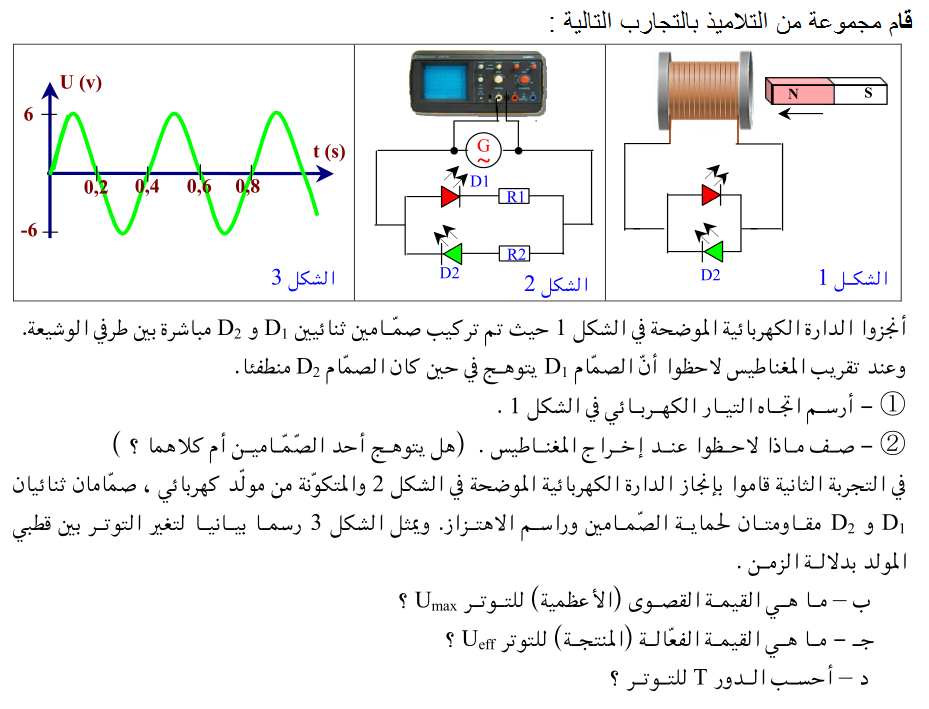 قام مجموعة من التلاميذ بالتجارب التالية :
N S
D2
الشكل 1
G
~
D1
R1
R2
D2
الشكل 2
U (v)
6
t (s)
0,2 0,4 0,6 0,8
-6
الشكل 3
أنجزوا الدارة الكهربائية الموضحة في الشكل 1 حيث تم تركيب صمّامين ثنائيين D1 و D2 مباشرة بين طرفي الوشيعة.
وعند تقريب المغناطيس لاحظوا أنّ الصمّام D1 يتوهج في حين كان الصمّام D2 منطفئا.
① – أرسم اتجاه التيار الكهربائي في الشكل 1 .
② – صف ماذا لاحظوا عند إخراج المغناطيس . (هل يتوهج أحد الصّمّامين أم كلاهما ؟ )
في التجربة الثانية قاموا بإنجاز الدارة الكهربائية الموضحة في الشكل 2 والمتكوّنة من مولّد كهربائي ، صمّامان ثنائيان
D1 و D2 مقاومتان لحماية الصّمامين وراسم الاهتزاز. ويمثل الشكل 3 رسما بيانيا لتغير التوتر بين قطبي
المولد بدلالة الزمن .
ب – ما هي القيمة القصوى (الأعظمية) للتوتر Umax ؟
جـ – ما هي القيمة الفعّالة (المنتجة) للتوتر Ueff ؟
د – أحسب الدور T للتوتر ؟